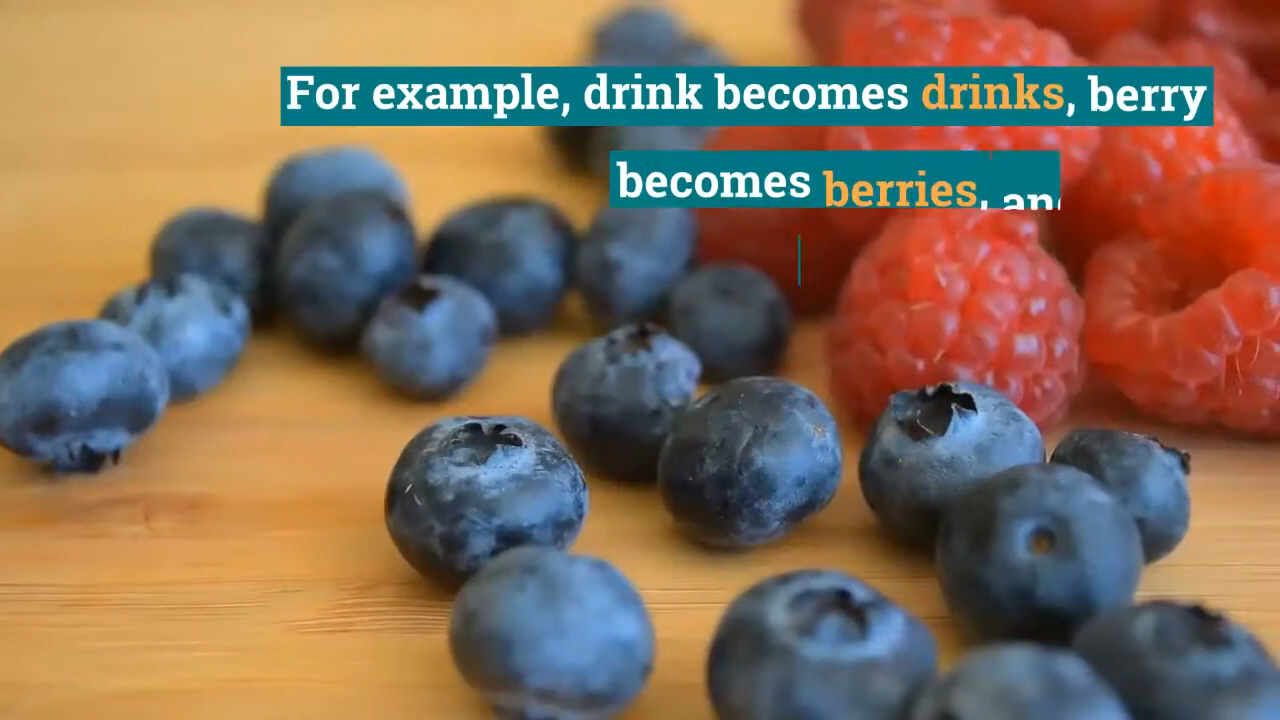 For example, drink becomes drinks, berry
becomes berries,